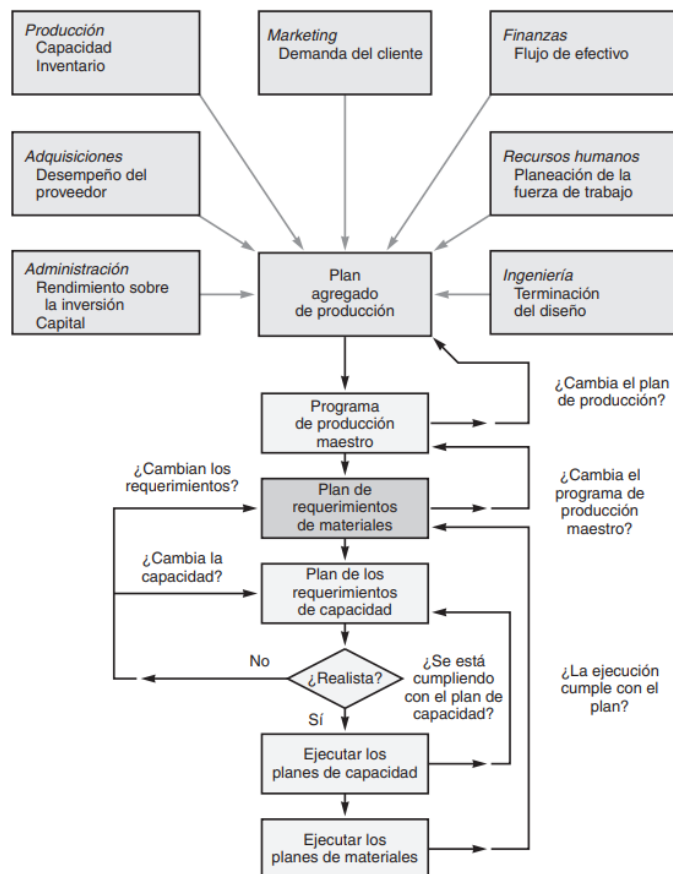 Producción
Capacidad
Inventario
Marketing
Demanda del cliente
Finanzas
Flujo de efectivo
Adquisiciones
Desempeño del
proveedor
Recursos humanos
Planeación de la
fuerza de trabajo
Administración
Rendimiento sobre
la inversión
Capital
Plan
agregado
de producción
Ingeniería
Terminación
del diseño
¿Cambia el plan
de producción?
Programa
de producción
maestro
¿Cambian los
requerimientos?
Plan de
requerimientos
de materiales
¿Cambia el
programa de
producción
maestro?
¿Cambia la
capacidad?
Plan de los
requerimientos
de capacidad
No
¿Realista?
Sí
¿Se está
cumpliendo
con el plan de
capacidad?
¿La ejecución
cumple con el
plan?
Ejecutar los
planes de capacidad
Ejecutar los
planes de materiales